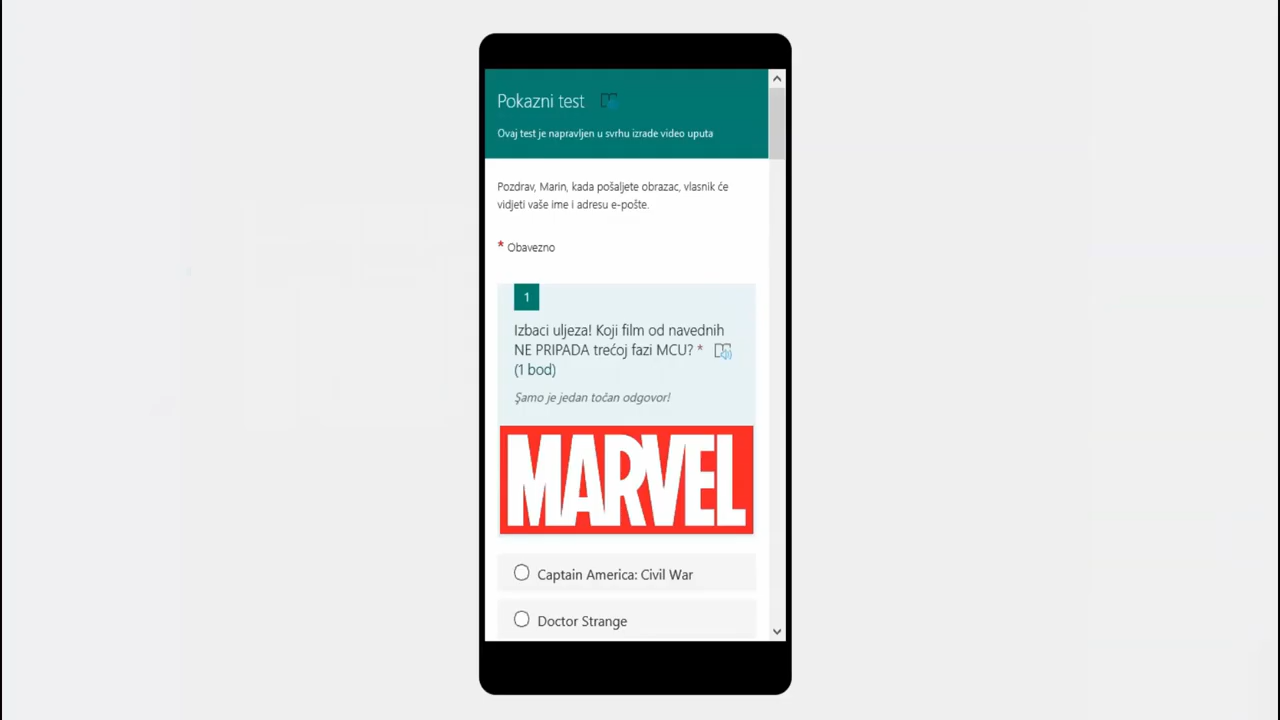 Pokazni test
Ovaj test je napravljen u svrhu izrade video uputa
Pozdrav, Marin, kada pošaljete obrazac, vlasnik će
vidjeti vaše ime i adresu e-pošte.
* Obavezno
1
Izbaci uljeza! Koji film od navednih
NE PRIPADA trećoj fazi MCU? *
(1 bod)
Samo je jedan točan odgovor!
MARVEL
Captain America: Civil War
Doctor Strange